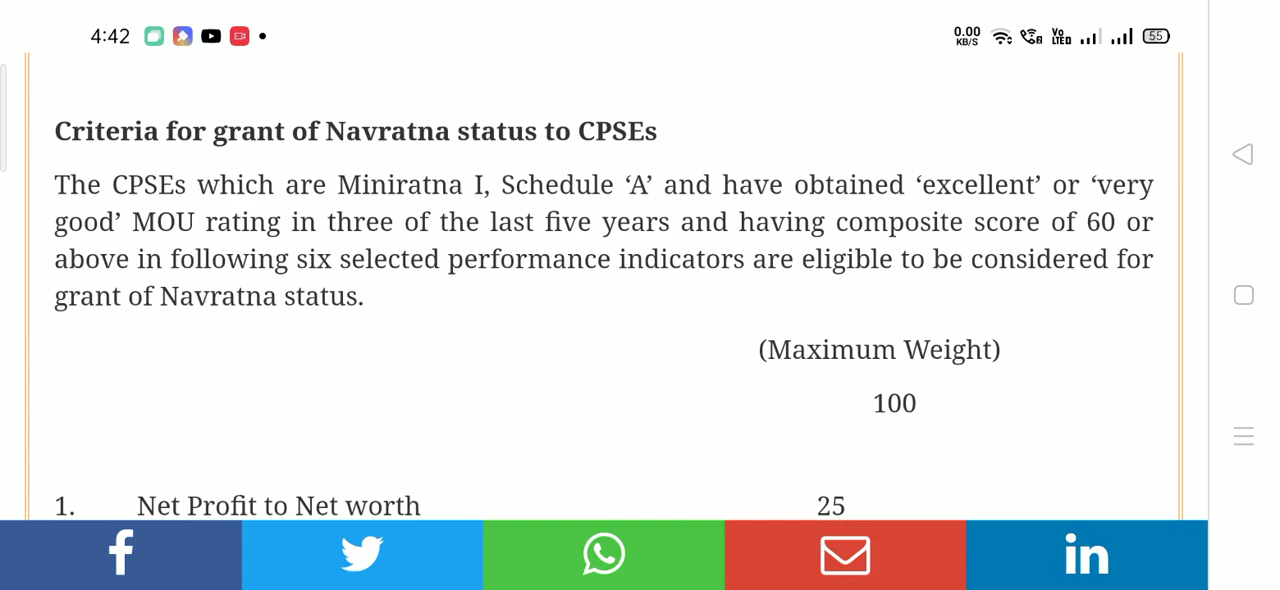 4:42
0.00
KB/S
Vo
LTE
55
Criteria for grant of Navratna status to CPSEs
The CPSEs which are Miniratna I, Schedule ‘A’ and have obtained ‘excellent’ or ‘very
good’ MOU rating in three of the last five years and having composite score of 60 or
above in following six selected performance indicators are eligible to be considered for
grant of Navratna status.
(Maximum Weight)
100
1. Net Profit to Net worth 25